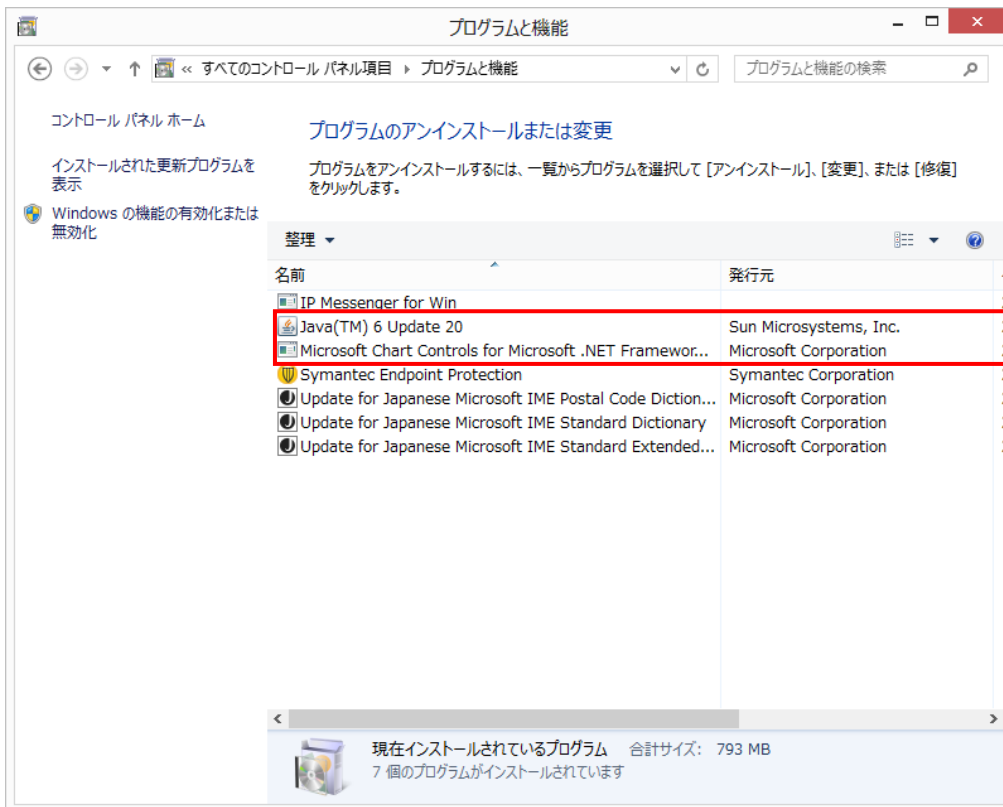 プログラムと機能
« すべてのコントロール パネル項目 ▸ プログラムと機能
プログラムと機能の検索
コントロール パネル ホーム
インストールされた更新プログラムを
表示
Windows の機能の有効化または
無効化
プログラムのアンインストールまたは変更
プログラムをアンインストールするには、一覧からプログラムを選択して [アンインストール]、[変更]、または [修復]
をクリックします。
整理
名前 発行元
IP Messenger for Win
Java(TM) 6 Update 20 Sun Microsystems, Inc.
Microsoft Chart Controls for Microsoft .NET Framewor... Microsoft Corporation
Symantec Endpoint Protection Symantec Corporation
Update for Japanese Microsoft IME Postal Code Diction... Microsoft Corporation
Update for Japanese Microsoft IME Standard Dictionary Microsoft Corporation
Update for Japanese Microsoft IME Standard Extended... Microsoft Corporation
現在インストールされているプログラム 合計サイズ: 793 MB
7 個のプログラムがインストールされています